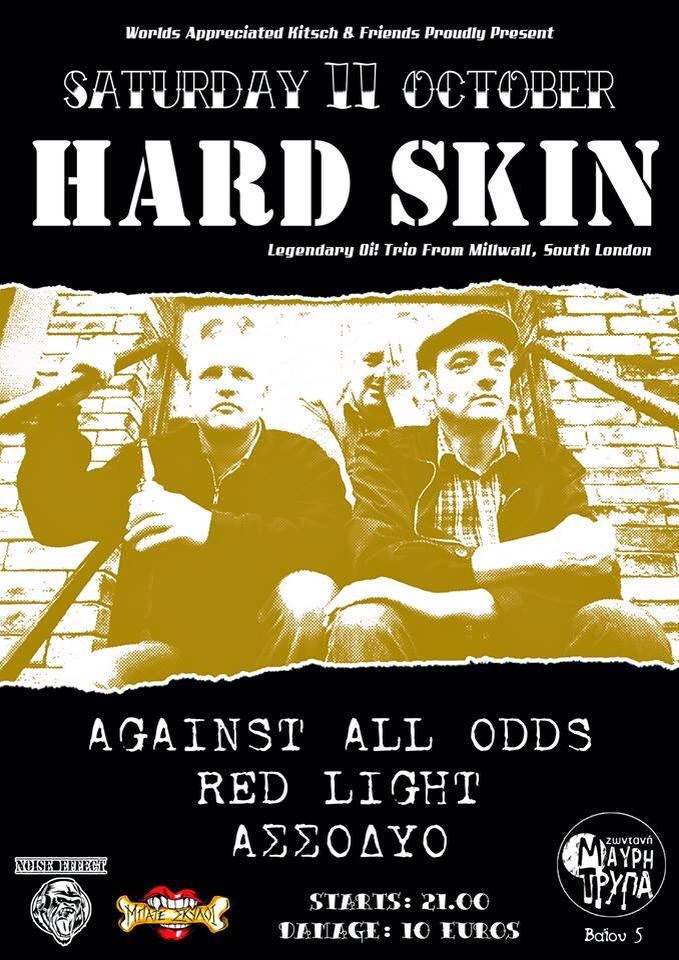 Worlds Appreciated Kitsch & Friends Proudly Present
SATURDAY 11 OCTOBER
HARD SKIN
Legendary Oi! Trio From Millwall, South London
AGAINST ALL ODDS
RED LIGHT
ΑΣΣΟΔΥΟ
NOISE EFFECT
ΜΠΑΤΕ ΣΚΥΛΟΙ
STARTS: 21.00
DAMAGE: 10 EUROS
ζωντανή
ΜΑΥΡΗ
ΤΡΥΠΑ
Βαΐου 5